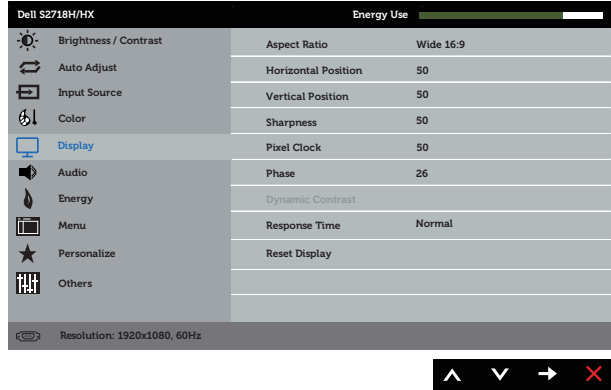 Dell S2718H/HX Energy Use
Brightness / Contrast
Auto Adjust
Input Source
Color
Display
Audio
Energy
Menu
Personalize
Others
Aspect Ratio Wide 16:9
Horizontal Position 50
Vertical Position 50
Sharpness 50
Pixel Clock 50
Phase 26
Dynamic Contrast
Response Time Normal
Reset Display
Resolution: 1920x1080, 60Hz